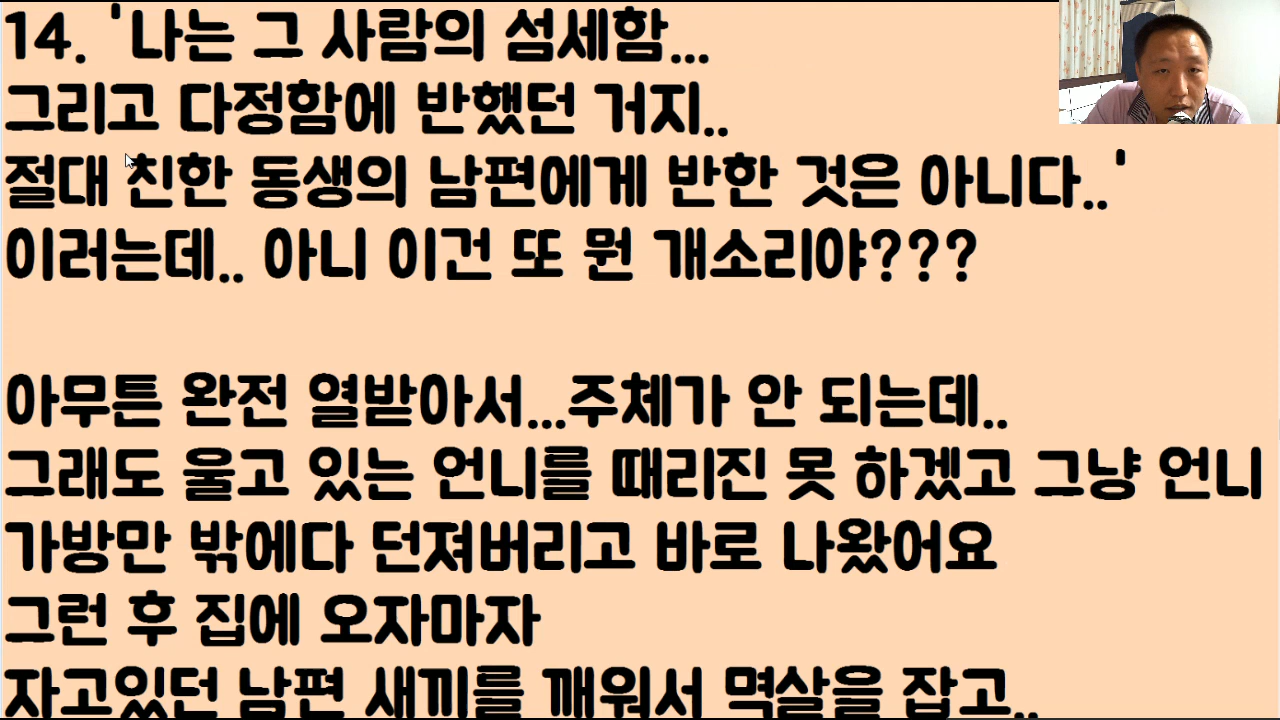 14. '나는 그 사람의 섬세함...
그리고 다정함에 반했던 거지..
절대 친한 동생의 남편에게 반한 것은 아니다..'
이러는데.. 아니 이건 또 뭔 개소리야???
아무튼 완전 열받아서...주체가 안 되는데..
그래도 울고 있는 언니를 때리진 못 하겠고 그냥 언니
가방만 밖에다 던져버리고 바로 나왔어요
그런 후 집에 오자마자
자고있던 남편 새끼를 깨워서 멱살을 잡고..